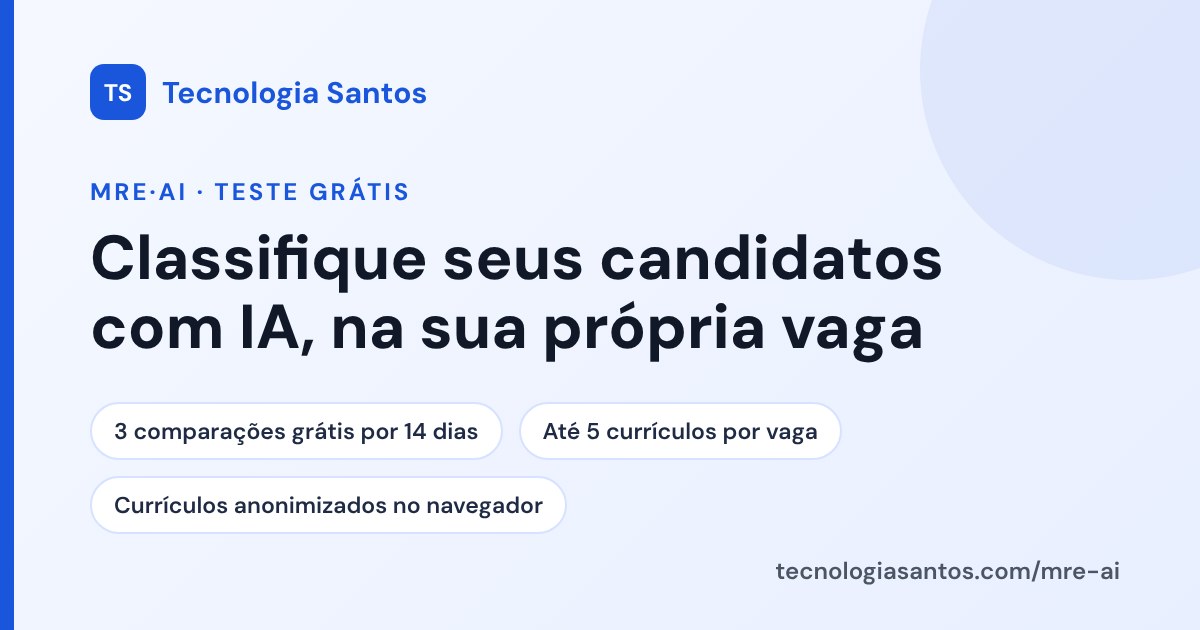 TS
Tecnologia Santos
MRE·AI · TESTE GRÁTIS
Classifique seus candidatos
com IA, na sua própria vaga
3 comparações grátis por 14 dias
Até 5 currículos por vaga
Currículos anonimizados no navegador
tecnologiasantos.com/mre-ai